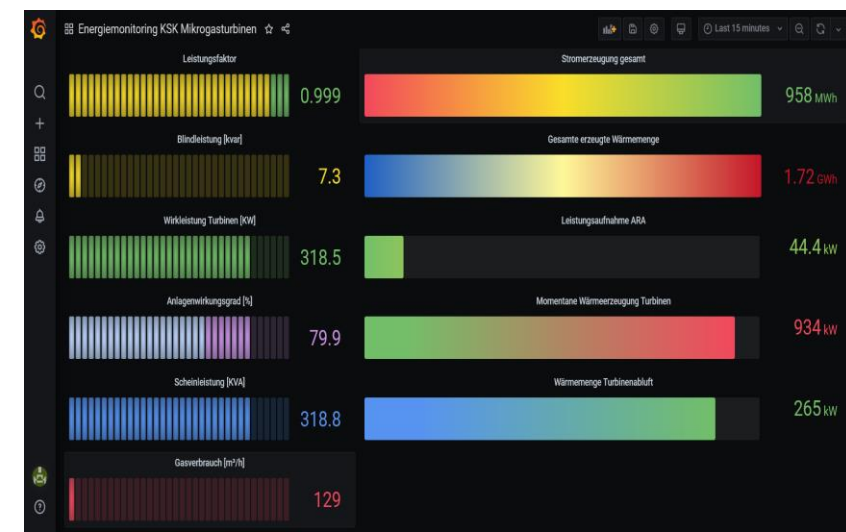 Energiemonitoring KSK Mikrogasturbinen
Last 15 minutes
Leistungsfaktor
0.999
Stromerzeugung gesamt
958 MWh
Blindleistung [kvar]
7.3
Gesamte erzeugte Wärmemenge
1.72 GWh
Wirkleistung Turbinen [KW]
318.5
Leistungsaufnahme ARA
44.4 kW
Anlagenwirkungsgrad [%]
79.9
Momentane Wärmeerzeugung Turbinen
934 kW
Scheinleistung [KVA]
318.8
Wärmemenge Turbinenabluft
265 kW
Gasverbrauch [m³/h]
129